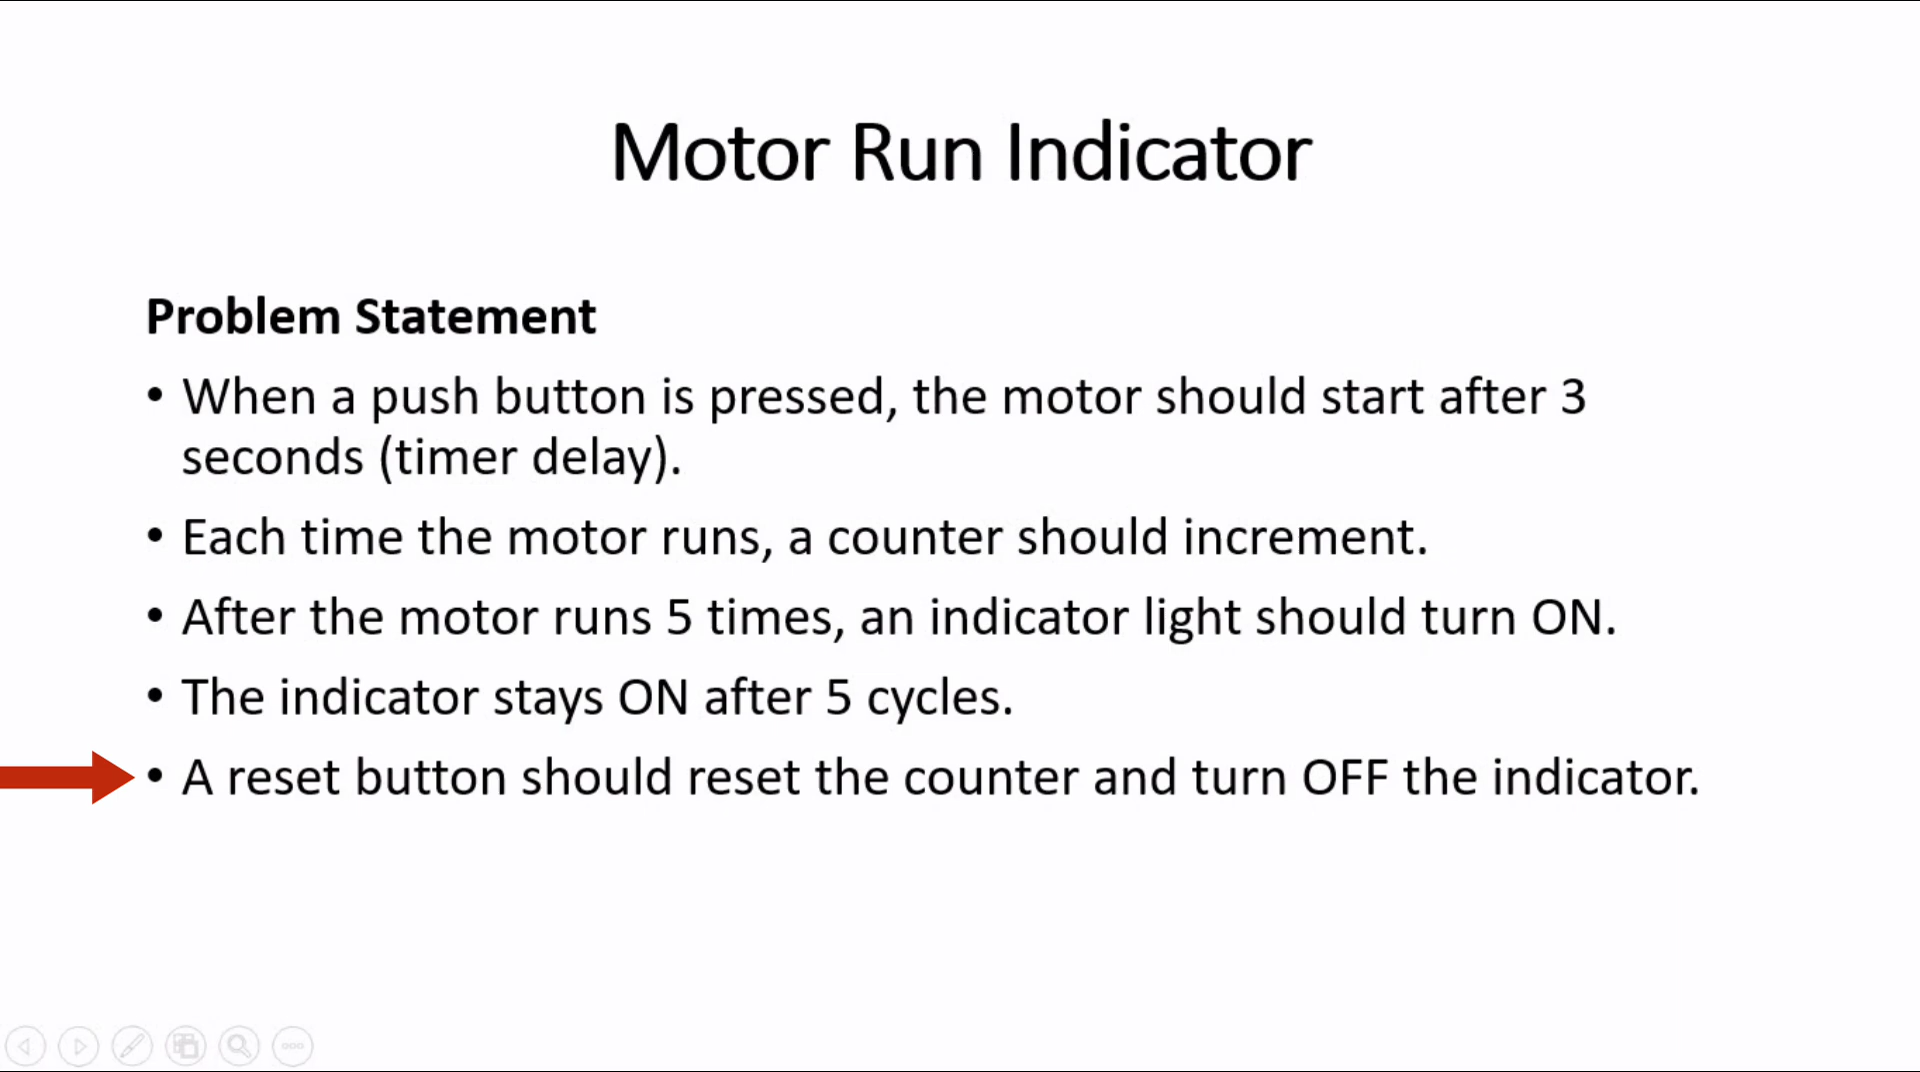 Motor Run Indicator
Problem Statement
• When a push button is pressed, the motor should start after 3
seconds (timer delay).
• Each time the motor runs, a counter should increment.
• After the motor runs 5 times, an indicator light should turn ON.
• The indicator stays ON after 5 cycles.
• A reset button should reset the counter and turn OFF the indicator.